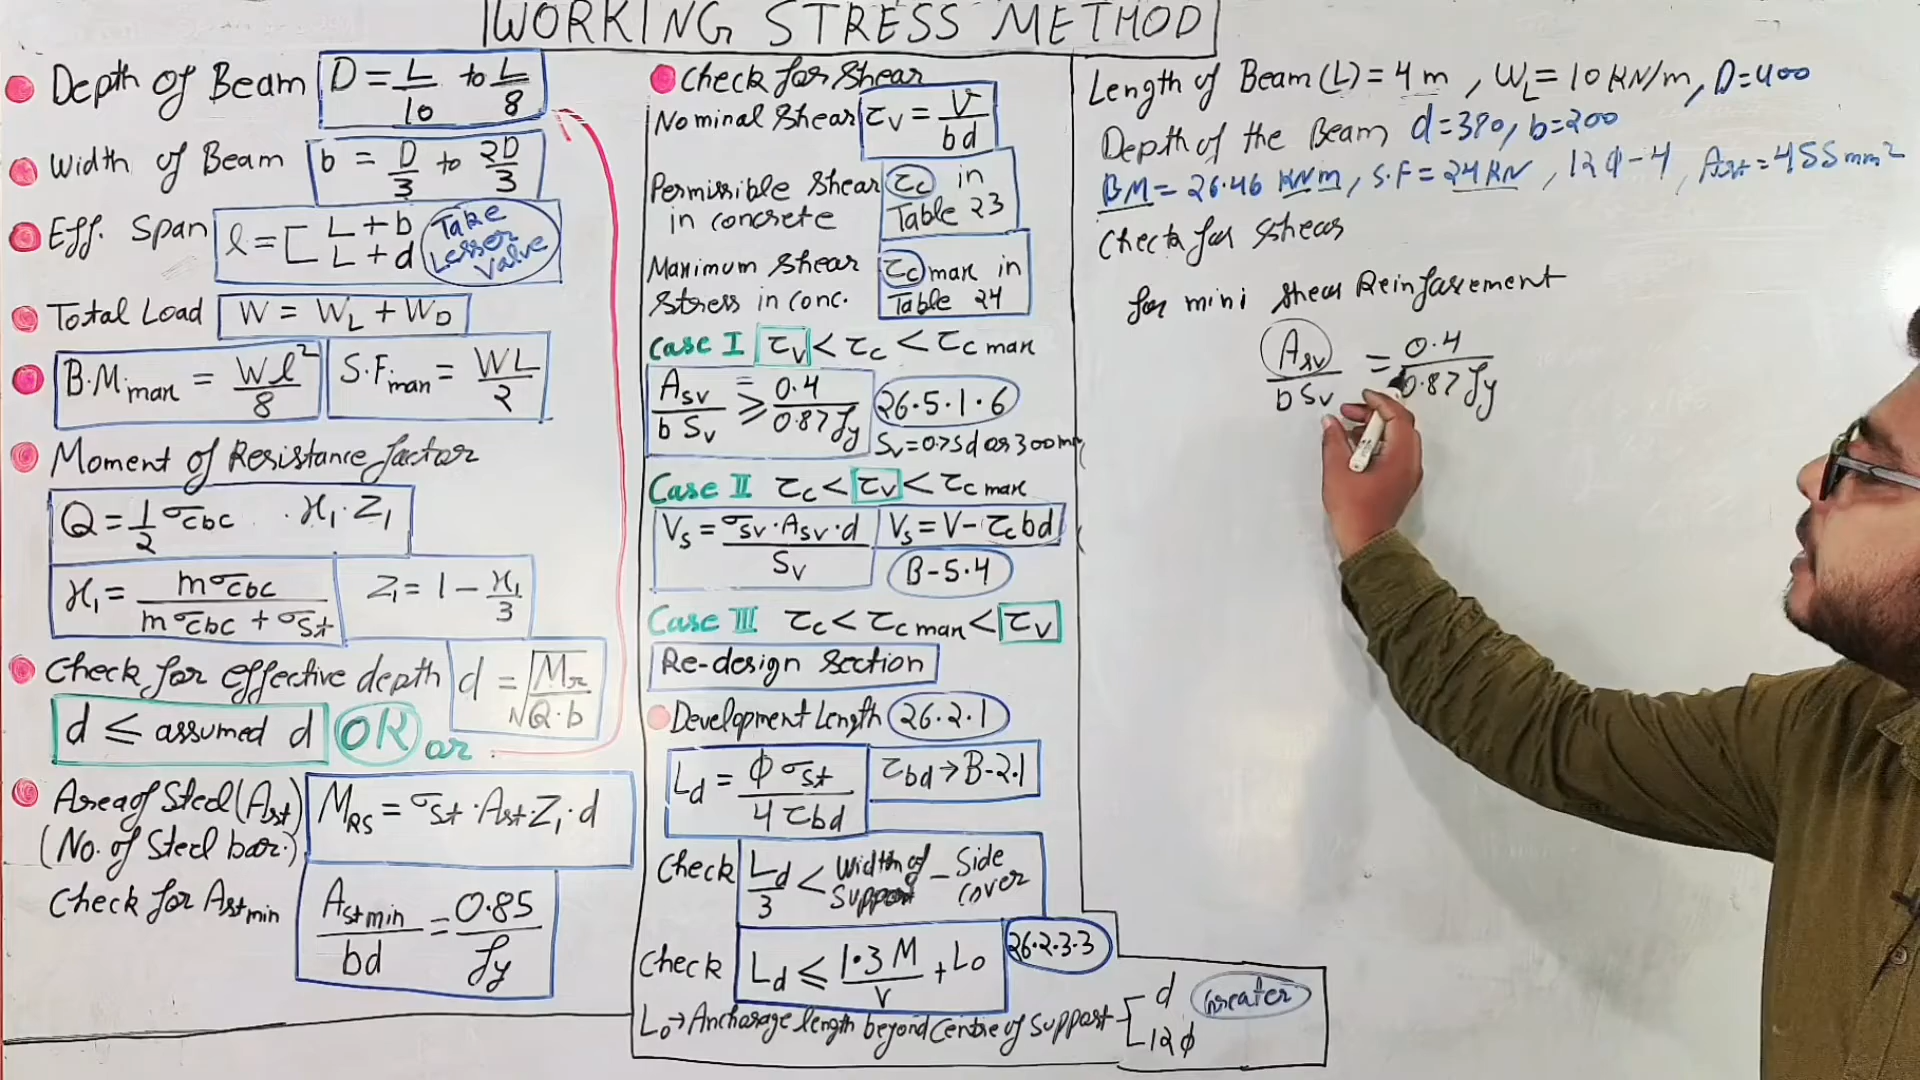 WORKING STRESS METHOD
Depth of Beam D = L/10 to L/8
Width of Beam b = D/3 to 2D/3
Eff. Span l = [ L + b
L + d
Take Lesser Value
Total Load W = WL + WD
B.M man = Wl²/8 S.F man = WL/2
Moment of Resistance factor
Q = 1/2 σcbc . x1 . Z1
x1 = mσcbc / mσcbc + σst Z1 = 1 - x1/3
Check for effective depth d = √Mr/Q.b
d ≤ assumed d OK or
Area of Steel (Ast) MRS = σst . Ast . Z1 . d
(No. of Steel bar.)
Check for Ast min Ast min/bd = 0.85/fy
Check for Shear
Nominal Shear τv = V/bd
Permissible Shear τc in
in concrete Table 23
Maximum Shear τc man in
Stress in conc. Table 24
Case I τv < τc < τc man
Asv/b Sv ≥ 0.4/0.87fy 26.5.1.6
Sv = 0.75d or 300mm
Case II τc < τv < τc man
Vs = σsv . Asv . d / Sv Vs = V - τc bd
B-5.4
Case III τc < τc man < τv
Re-design Section
Development Length 26.2.1
Ld = φ σst / 4 τbd τbd → B-2.1
Check Ld/3 < Width of Support - Side Cover
Check Ld ≤ 1.3 M/V + Lo 26.2.3.3
Lo → Ancharage length beyond Centre of Support [ d
12φ
Greater
Length of Beam (L) = 4 m , WL = 10 KN/m, D = 400
Depth of the Beam d = 370, b = 200
BM = 26.46 KNm, S.F = 24 KN, 12φ-4, Ast = 455 mm²
Check for Shear
for mini Shear Reinforcement
Asv/b Sv = 0.4/0.87 fy